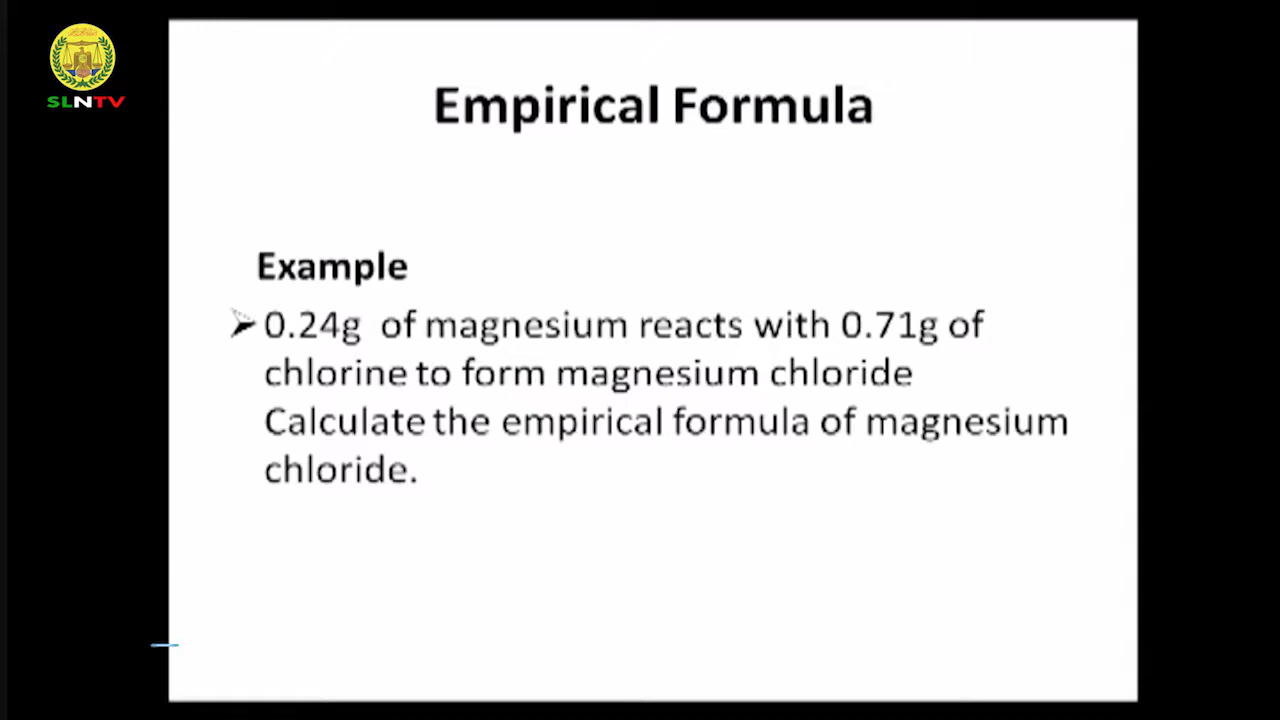 SLNTV
Empirical Formula
Example
➢ 0.24g of magnesium reacts with 0.71g of
chlorine to form magnesium chloride
Calculate the empirical formula of magnesium
chloride.